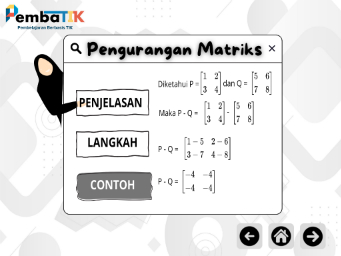 PembaTIK
Pembelajaran Berbasis TIK
Pengurangan Matriks
Diketahui P = [1 2 3 4] dan Q = [5 6 7 8]
PENJELASAN
Maka P - Q = [1 2 3 4] - [5 6 7 8]
LANGKAH
P - Q = [1 − 5 2 − 6 3 − 7 4 − 8]
CONTOH
P - Q = [−4 −4 −4 −4]